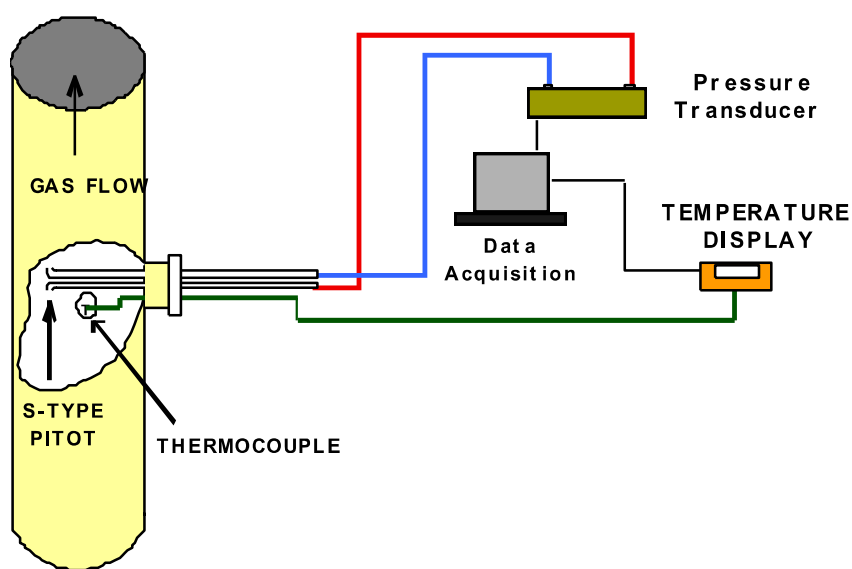 Pressure
Transducer
GAS FLOW
TEMPERATURE
DISPLAY
Data
Acquisition
S-TYPE
PITOT
THERMOCOUPLE